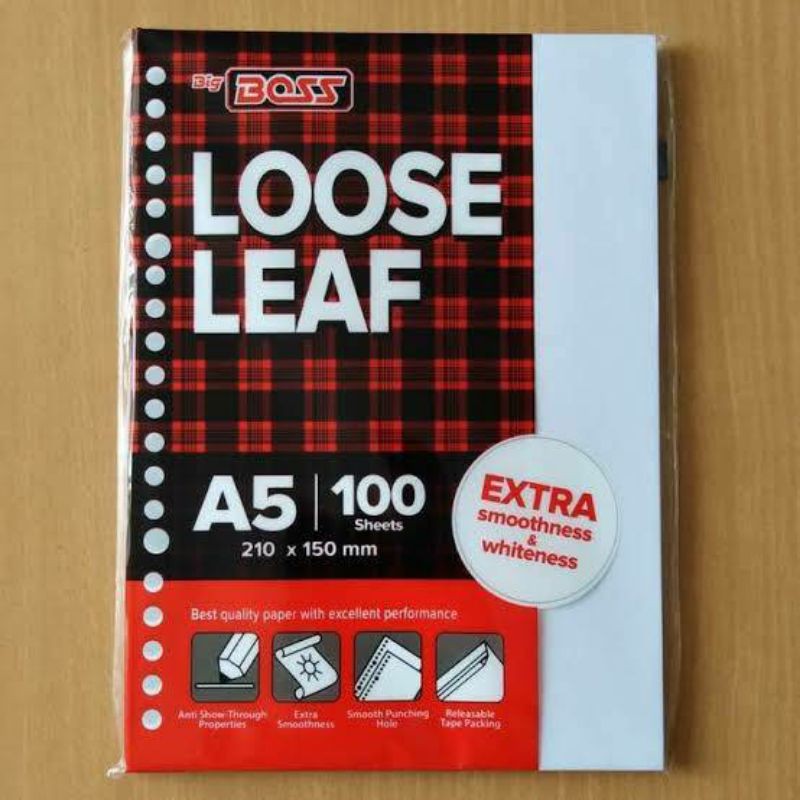 Big BOSS
LOOSE
LEAF
A5 | 100
Sheets
210 x 150 mm
EXTRA
smoothness
&
whiteness
Best quality paper with excellent performance
Anti Show-Through
Properties
Extra
Smoothness
Smooth Punching
Hole
Releasable
Tape Packing